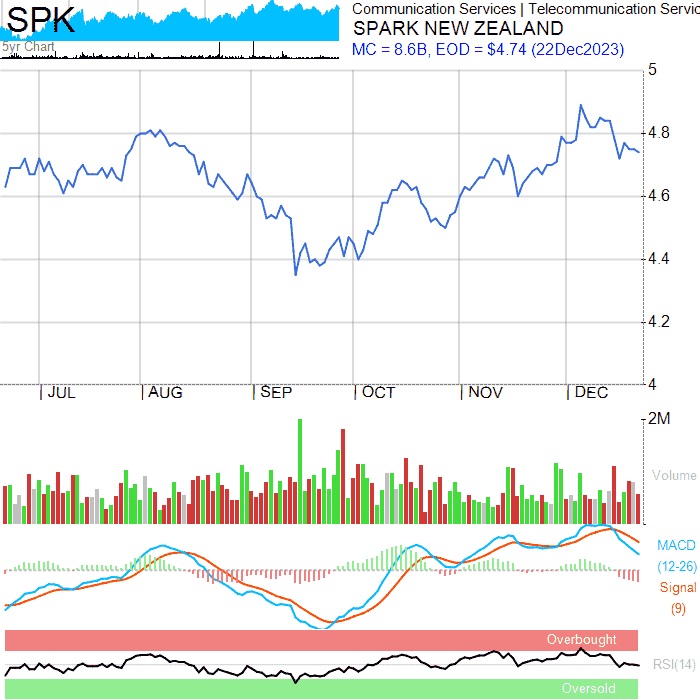 SPK
5yr Chart
Communication Services | Telecommunication Servic
SPARK NEW ZEALAND
MC = 8.6B, EOD = $4.74 (22Dec2023)
5
4.8
4.6
4.4
4.2
4
JUL
AUG
SEP
OCT
NOV
DEC
2M
Volume
MACD
(12-26)
Signal
(9)
Overbought
RSI(14)
Oversold